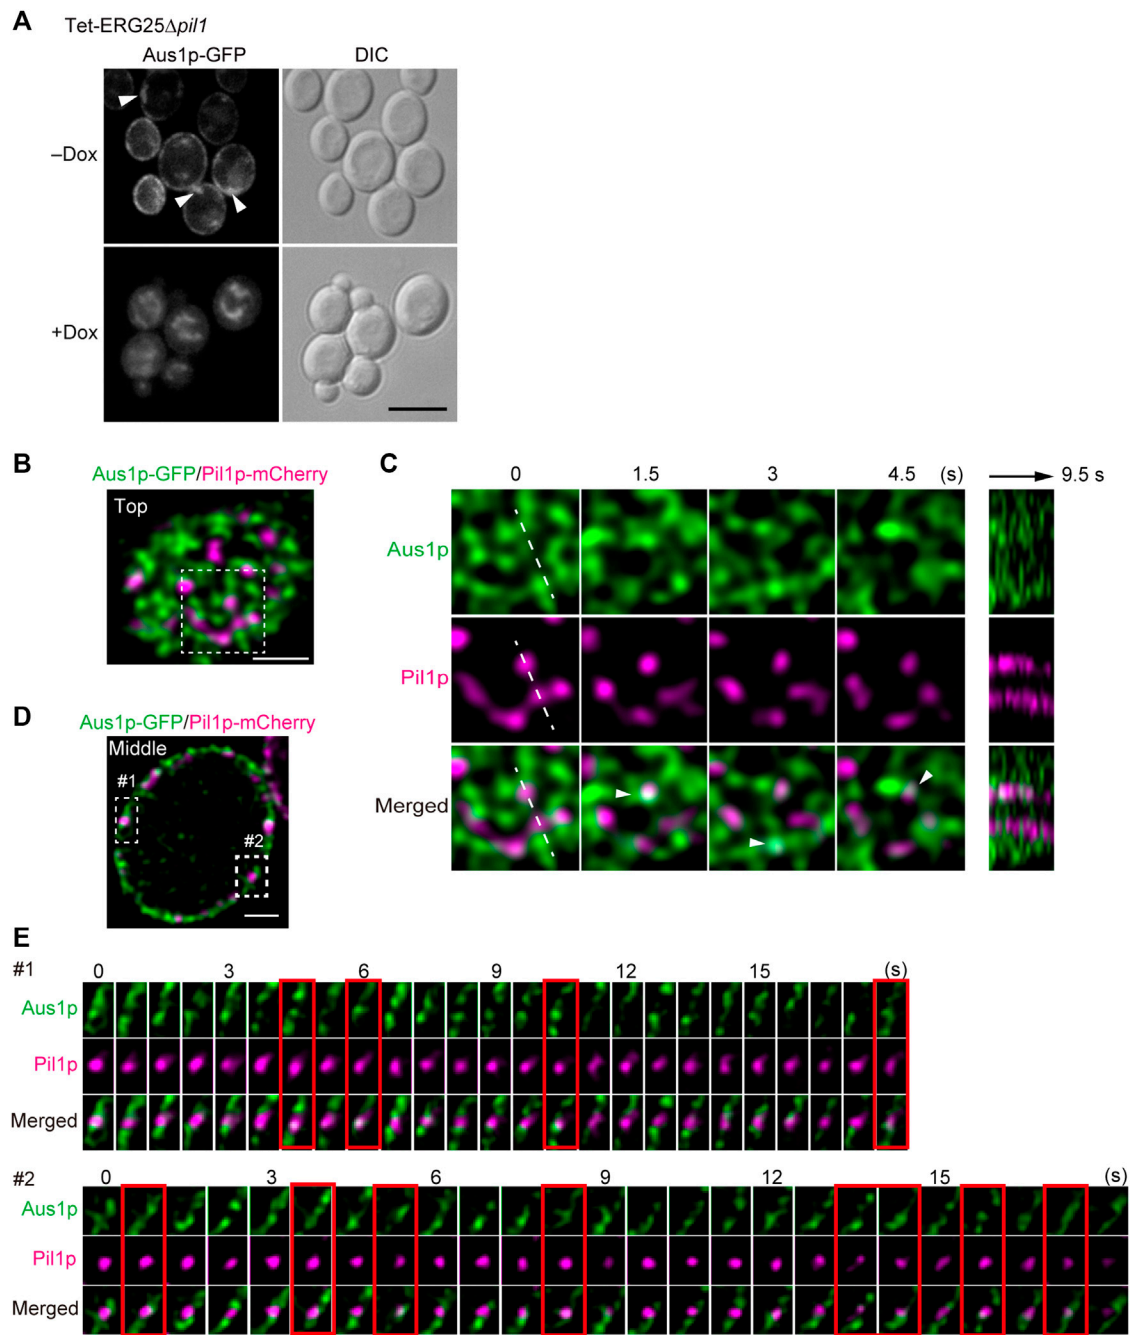 A
Tet-ERG25Δpil1
Aus1p-GFP DIC
–Dox
+Dox
B
Aus1p-GFP/Pil1p-mCherry
Top
C
0 1.5 3 4.5 (s) 9.5 s
Aus1p
Pil1p
Merged
D
Aus1p-GFP/Pil1p-mCherry
Middle
#1
#2
E
#1 0 3 6 9 12 15 (s)
Aus1p
Pil1p
Merged
#2 0 3 6 9 12 15 (s)
Aus1p
Pil1p
Merged